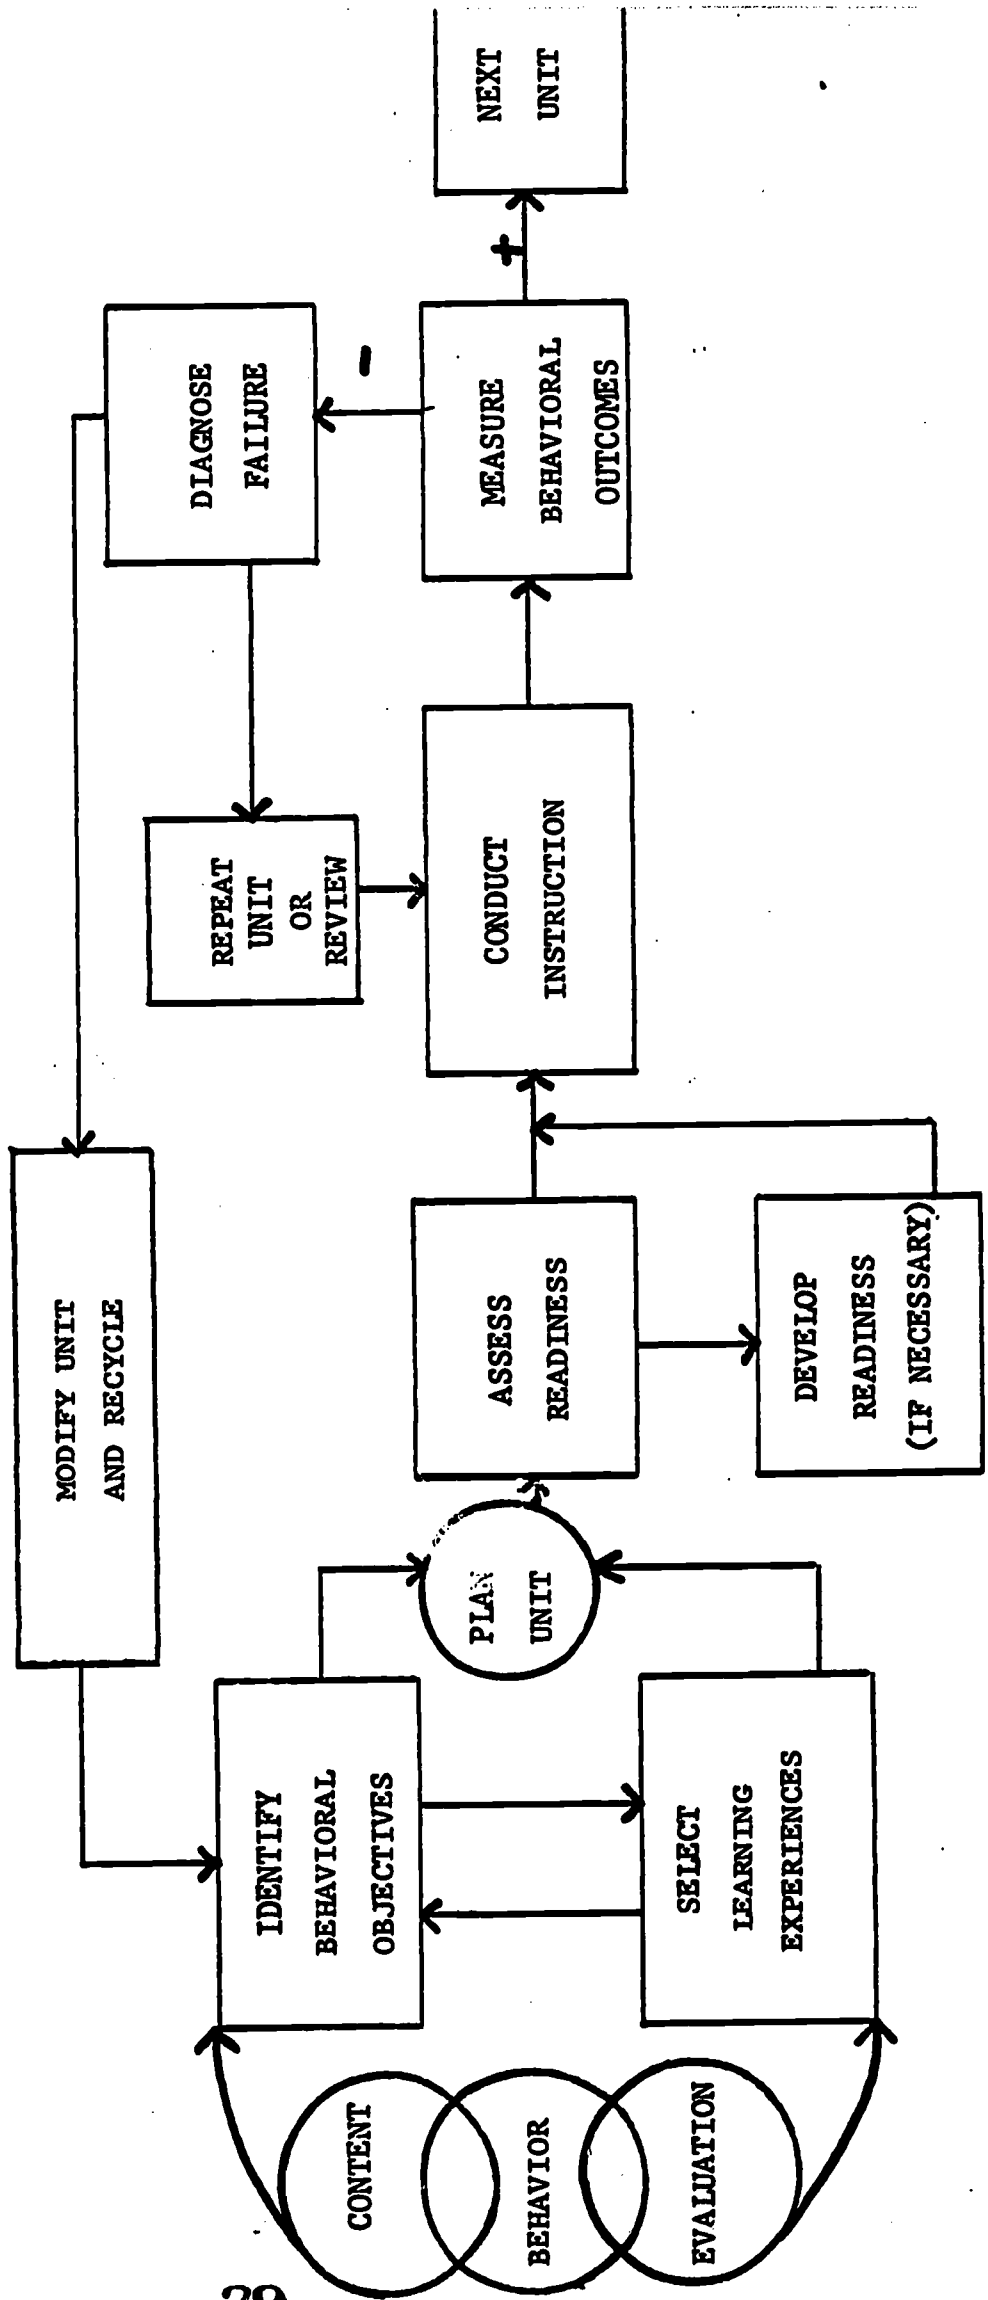 MODIFY UNIT
AND RECYCLE
DIAGNOSE
FAILURE
REPEAT
UNIT
OR
REVIEW
IDENTIFY
BEHAVIORAL
OBJECTIVES
-
CONTENT
BEHAVIOR
EVALUATION
PLAN
UNIT
ASSESS
READINESS
CONDUCT
INSTRUCTION
MEASURE
BEHAVIORAL
OUTCOMES
+
NEXT
UNIT
SELECT
LEARNING
EXPERIENCES
DEVELOP
READINESS
(IF NECESSARY)